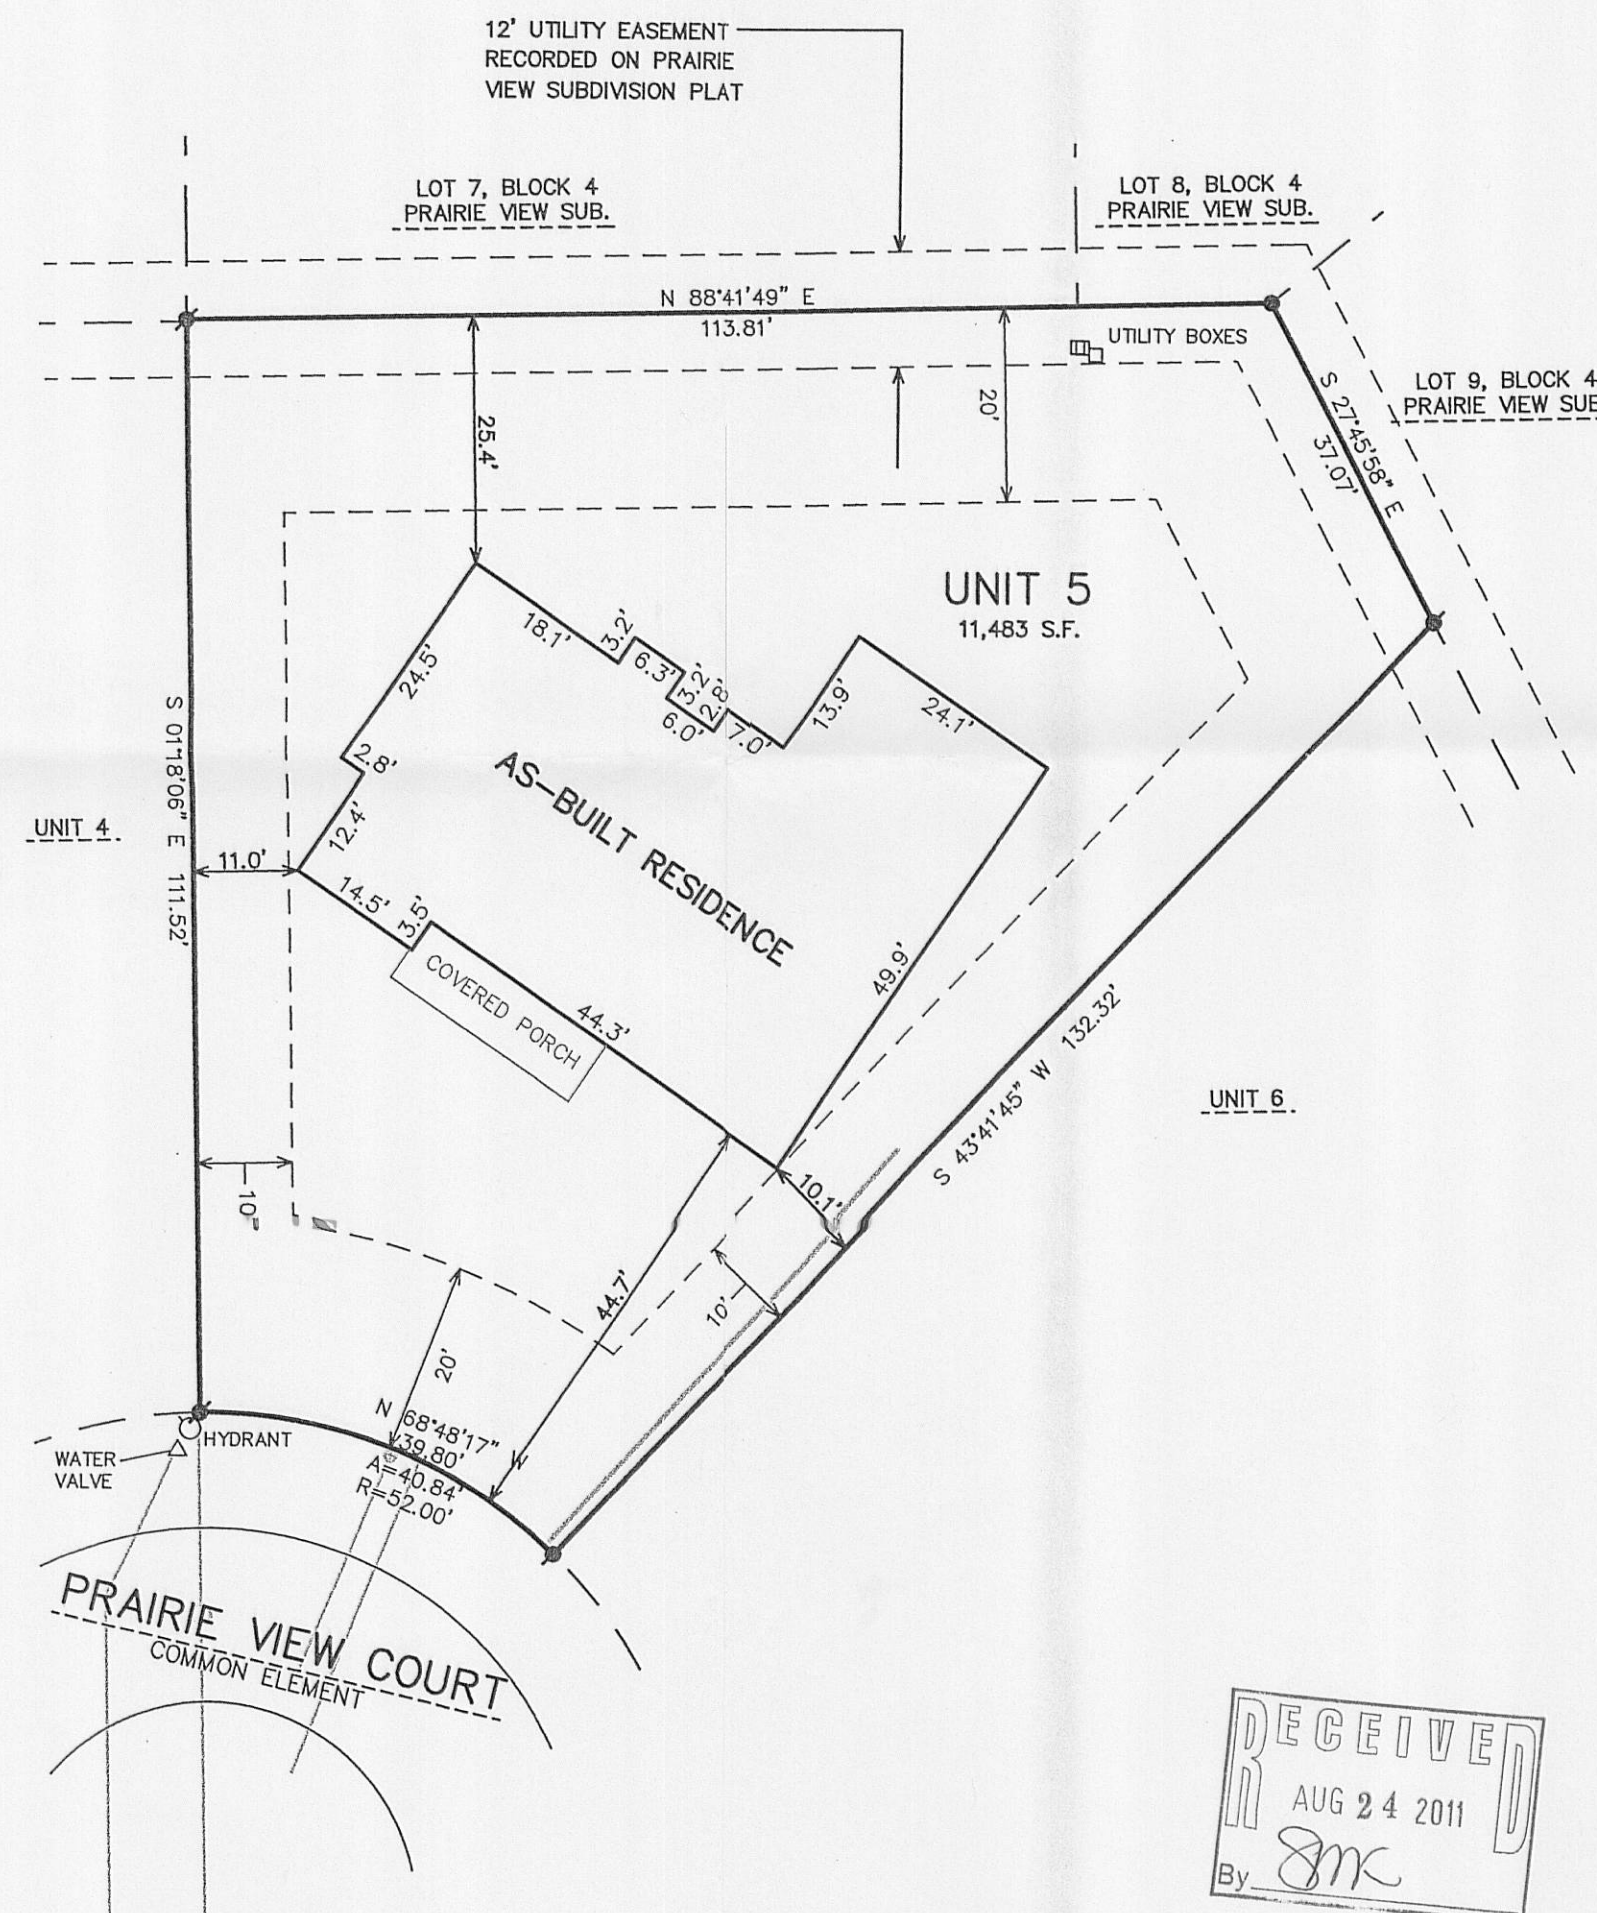 12' UTILITY EASEMENT
RECORDED ON PRAIRIE
VIEW SUBDIVISION PLAT
LOT 7, BLOCK 4
PRAIRIE VIEW SUB.
LOT 8, BLOCK 4
PRAIRIE VIEW SUB.
N 88°41'49" E
113.81'
UTILITY BOXES
LOT 9, BLOCK 4
PRAIRIE VIEW SUB
S 27°45'58" E
37.07'
25.4'
20'
UNIT 5
11,483 S.F.
18.1'
3.2'
6.3'
3.2'
2.8'
6.0'
7.0'
13.9'
24.1'
24.5'
2.8'
12.4'
AS-BUILT RESIDENCE
S 01°18'06" E 111.52'
UNIT 4
11.0'
14.5'
3.5'
COVERED PORCH
44.3'
49.9'
S 43°41'45" W 132.32'
UNIT 6
10'
10.1'
10'
44.7'
20'
N 68°48'17" W
39.80'
A=40.84'
R=52.00'
HYDRANT
WATER
VALVE
PRAIRIE VIEW COURT
COMMON ELEMENT
RECEIVED
AUG 24 2011
By SMK